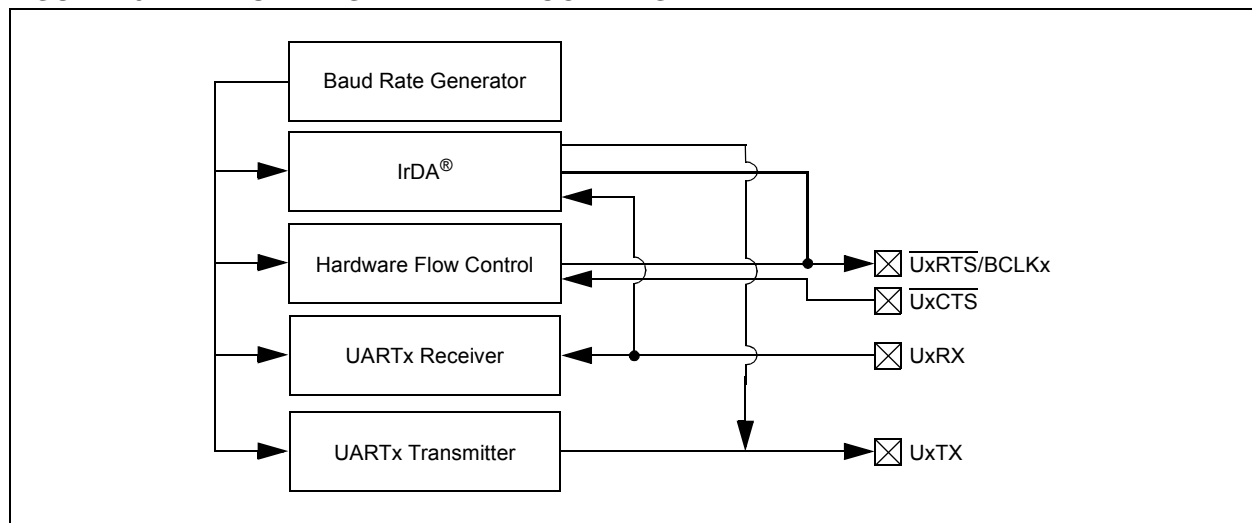 Baud Rate Generator
IrDA®
Hardware Flow Control
UxRTS/BCLKx
UxCTS
UARTx Receiver
UxRX
UARTx Transmitter
UxTX